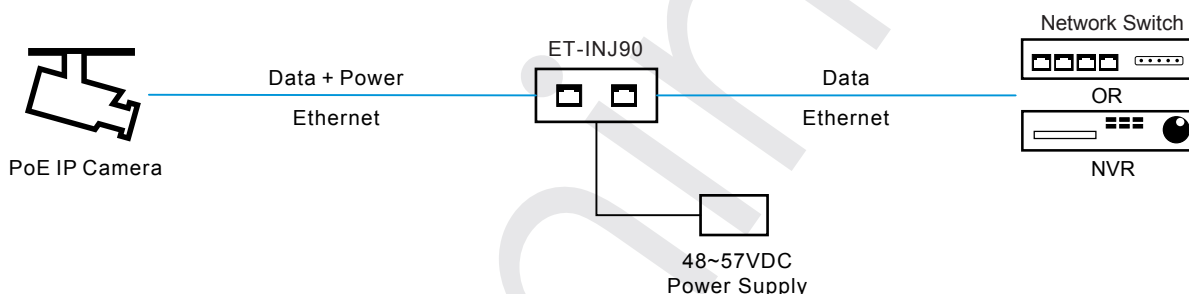 Network Switch
ET-INJ90
Data + Power
Data
Ethernet
Ethernet
OR
PoE IP Camera
NVR
48~57VDC
Power Supply